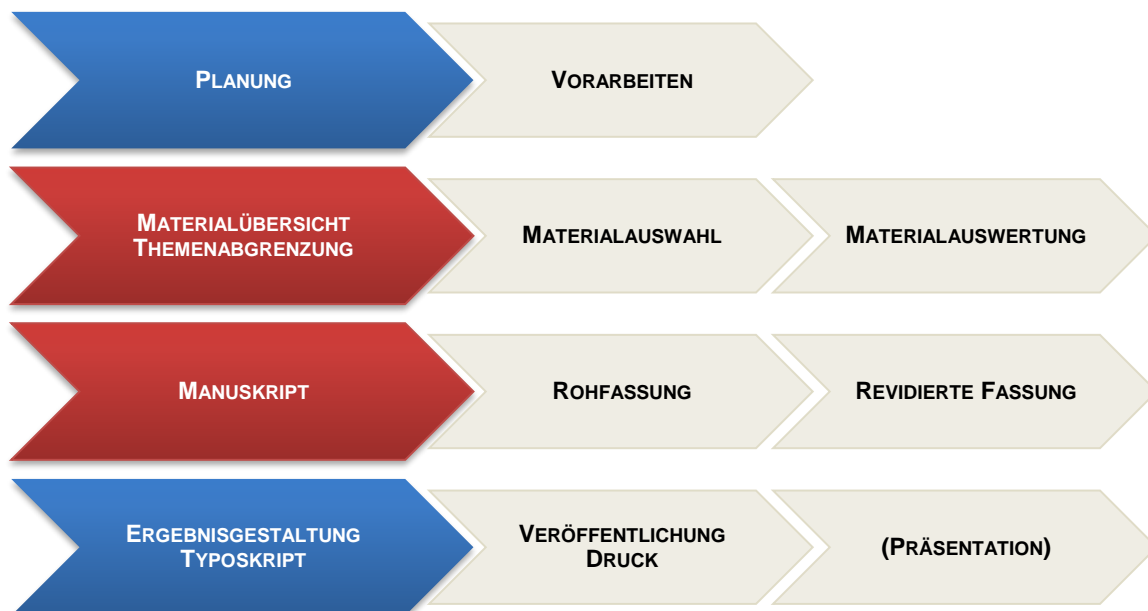 PLANUNG
VORARBEITEN
MATERIALÜBERSICHT
THEMENABGRENZUNG
MATERIALAUSWAHL
MATERIALAUSWERTUNG
MANUSKRIPT
ROHFASSUNG
REVIDIERTE FASSUNG
ERGEBNISGESTALTUNG
TYPOSKRIPT
VERÖFFENTLICHUNG
DRUCK
(PRÄSENTATION)